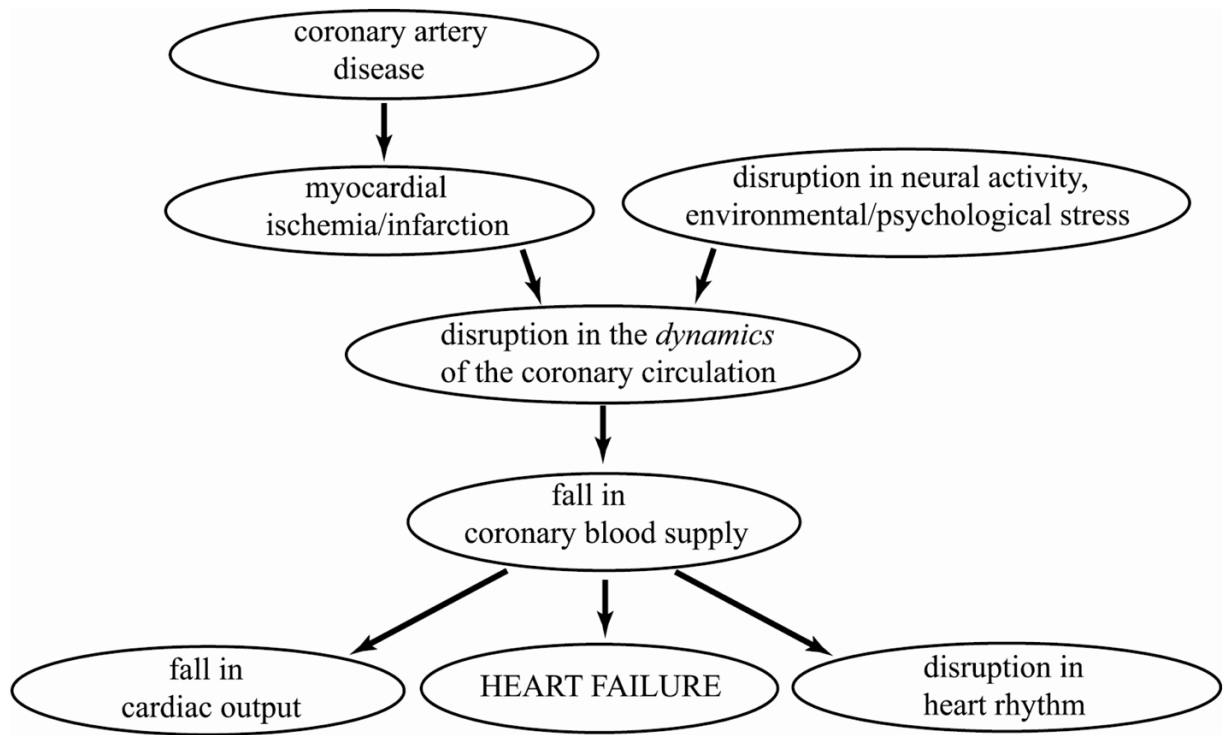 coronary artery
disease
myocardial
ischemia/infarction
disruption in neural activity,
environmental/psychological stress
disruption in the dynamics
of the coronary circulation
fall in
coronary blood supply
fall in
cardiac output
HEART FAILURE
disruption in
heart rhythm